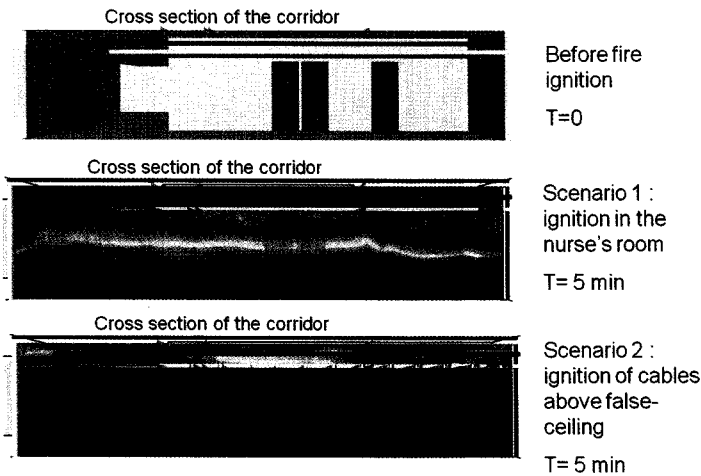 Cross section of the corridor
Before fire
ignition
T=0
Cross section of the corridor
Scenario 1 :
ignition in the
nurse's room
T= 5 min
Cross section of the corridor
Scenario 2 :
ignition of cables
above false-
ceiling
T= 5 min